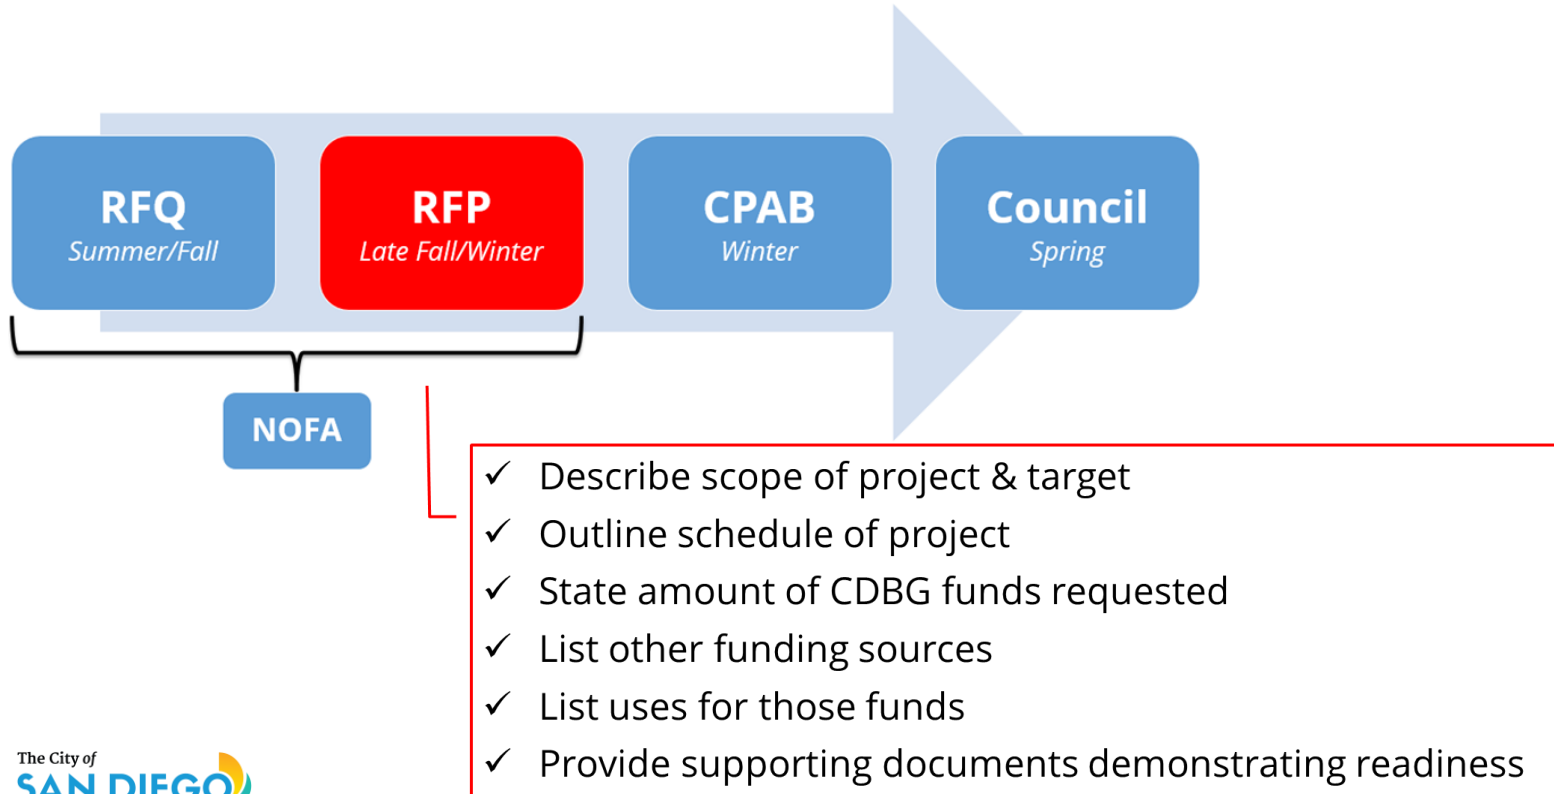 RFQ
Summer/Fall
RFP
Late Fall/Winter
CPAB
Winter
Council
Spring
NOFA
✓ Describe scope of project & target
✓ Outline schedule of project
✓ State amount of CDBG funds requested
✓ List other funding sources
✓ List uses for those funds
✓ Provide supporting documents demonstrating readiness
The City of
SAN DIEGO